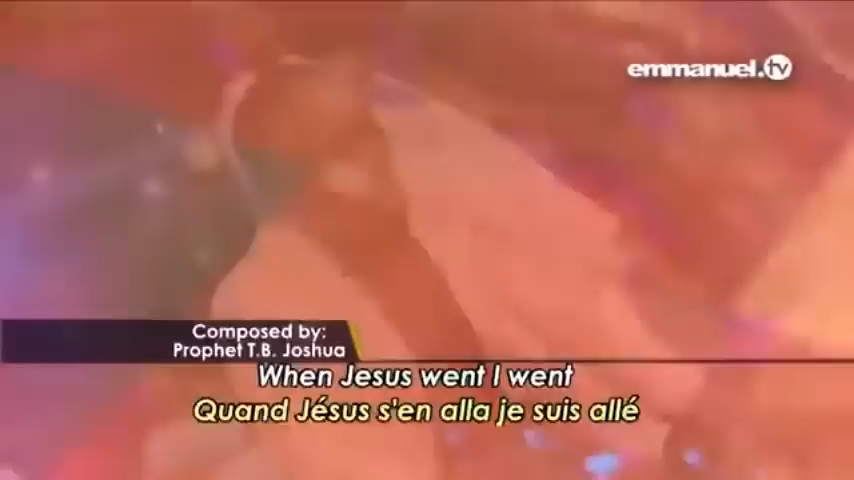 emmanuel.tv
Composed by:
Prophet T.B. Joshua
When Jesus went I went
Quand Jésus s'en alla je suis allé